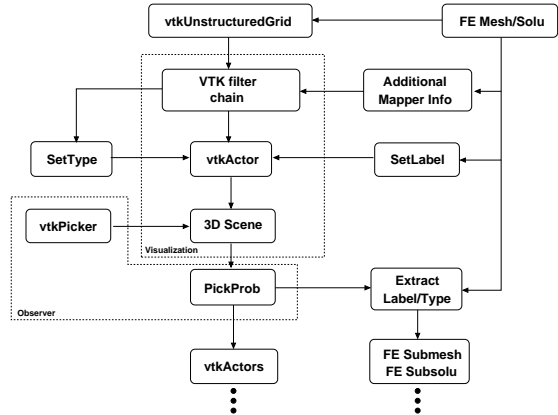 vtkUnstructuredGrid
FE Mesh/Solu
VTK filter
chain
Additional
Mapper Info
SetType
vtkActor
SetLabel
vtkPicker
3D Scene
Visualization
PickProb
Extract
Label/Type
Observer
vtkActors
FE Submesh
FE Subsolu